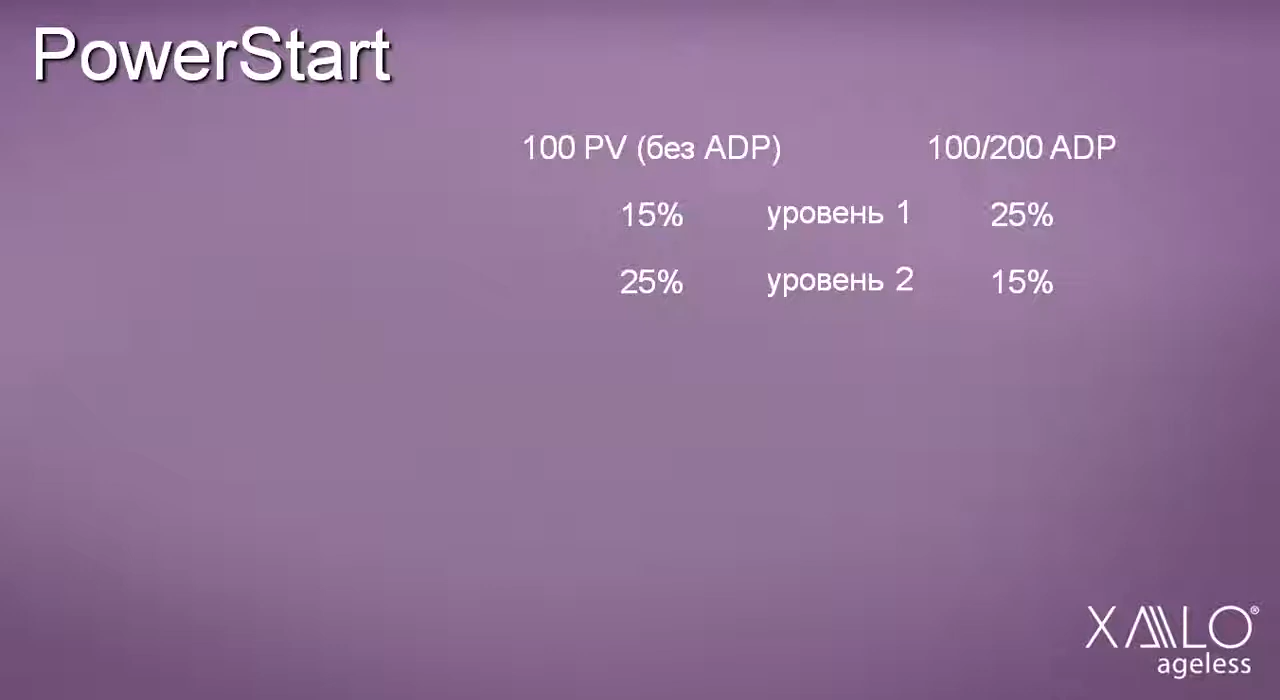 PowerStart
100 PV (без ADP) 100/200 ADP
15% уровень 1 25%
25% уровень 2 15%
XALO®
ageless